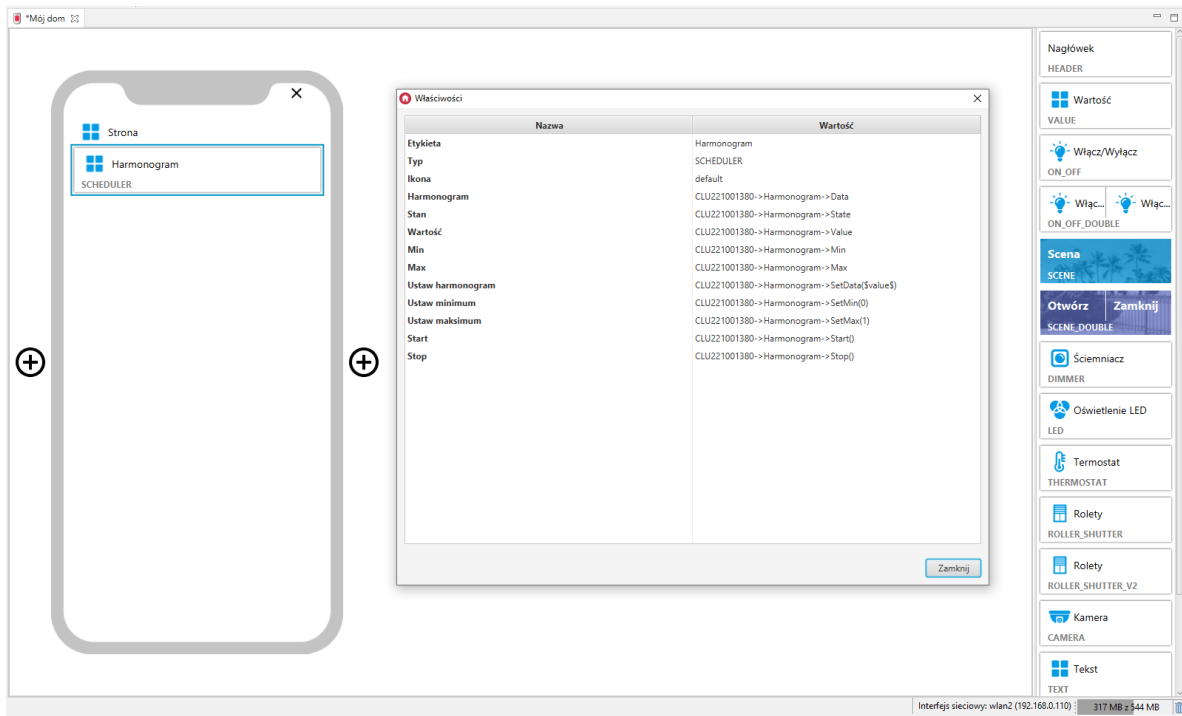 *Mój dom
Strona
Harmonogram
SCHEDULER
Właściwości
Nazwa Wartość
Etykieta Harmonogram
Typ SCHEDULER
Ikona default
Harmonogram CLU221001380->Harmonogram->Data
Stan CLU221001380->Harmonogram->State
Wartość CLU221001380->Harmonogram->Value
Min CLU221001380->Harmonogram->Min
Max CLU221001380->Harmonogram->Max
Ustaw harmonogram CLU221001380->Harmonogram->SetData($value$)
Ustaw minimum CLU221001380->Harmonogram->SetMin(0)
Ustaw maksimum CLU221001380->Harmonogram->SetMax(1)
Start CLU221001380->Harmonogram->Start()
Stop CLU221001380->Harmonogram->Stop()
Zamknij
Nagłówek
HEADER
Wartość
VALUE
Włącz/Wyłącz
ON_OFF
Włąc... Włąc...
ON_OFF_DOUBLE
Scena
SCENE
Otwórz Zamknij
SCENE_DOUBLE
Ściemniacz
DIMMER
Oświetlenie LED
LED
Termostat
THERMOSTAT
Rolety
ROLLER_SHUTTER
Rolety
ROLLER_SHUTTER_V2
Kamera
CAMERA
Tekst
TEXT
Interfejs sieciowy: wlan2 (192.168.0.110) 317 MB z 544 MB